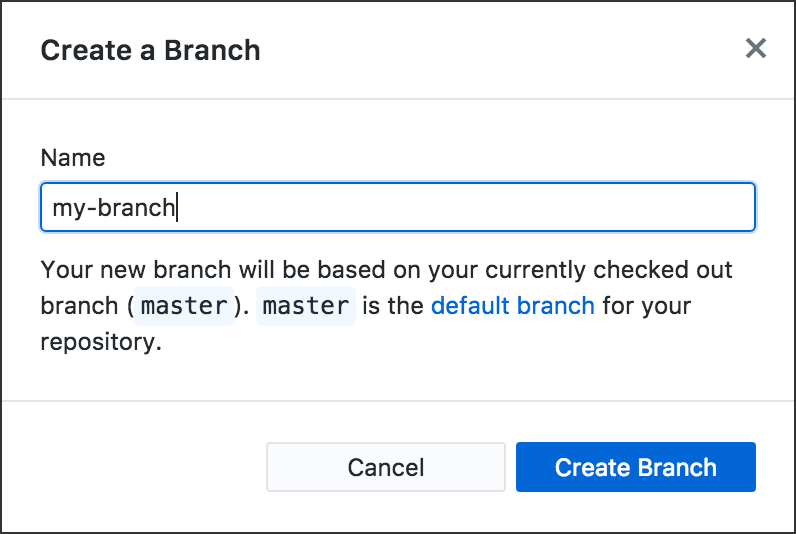 Create a Branch
Name
my-branch
Your new branch will be based on your currently checked out
branch (master). master is the default branch for your
repository.
Cancel
Create Branch